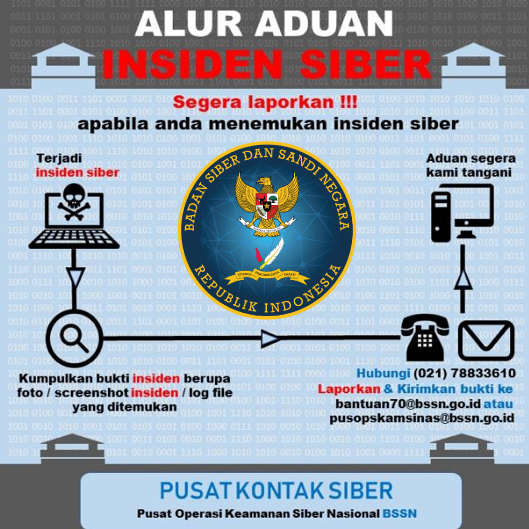 ALUR ADUAN
INSIDEN SIBER
Segera laporkan !!!
apabila anda menemukan insiden siber
Terjadi
insiden siber
BADAN SIBER DAN SANDI NEGARA
REPUBLIK INDONESIA
Aduan segera
kami tangani
Kumpulkan bukti insiden berupa
foto / screenshot insiden / log file
yang ditemukan
Hubungi (021) 78833610
Laporkan & Kirimkan bukti ke
bantuan70@bssn.go.id atau
pusopskamsinas@bssn.go.id
PUSAT KONTAK SIBER
Pusat Operasi Keamanan Siber Nasional BSSN